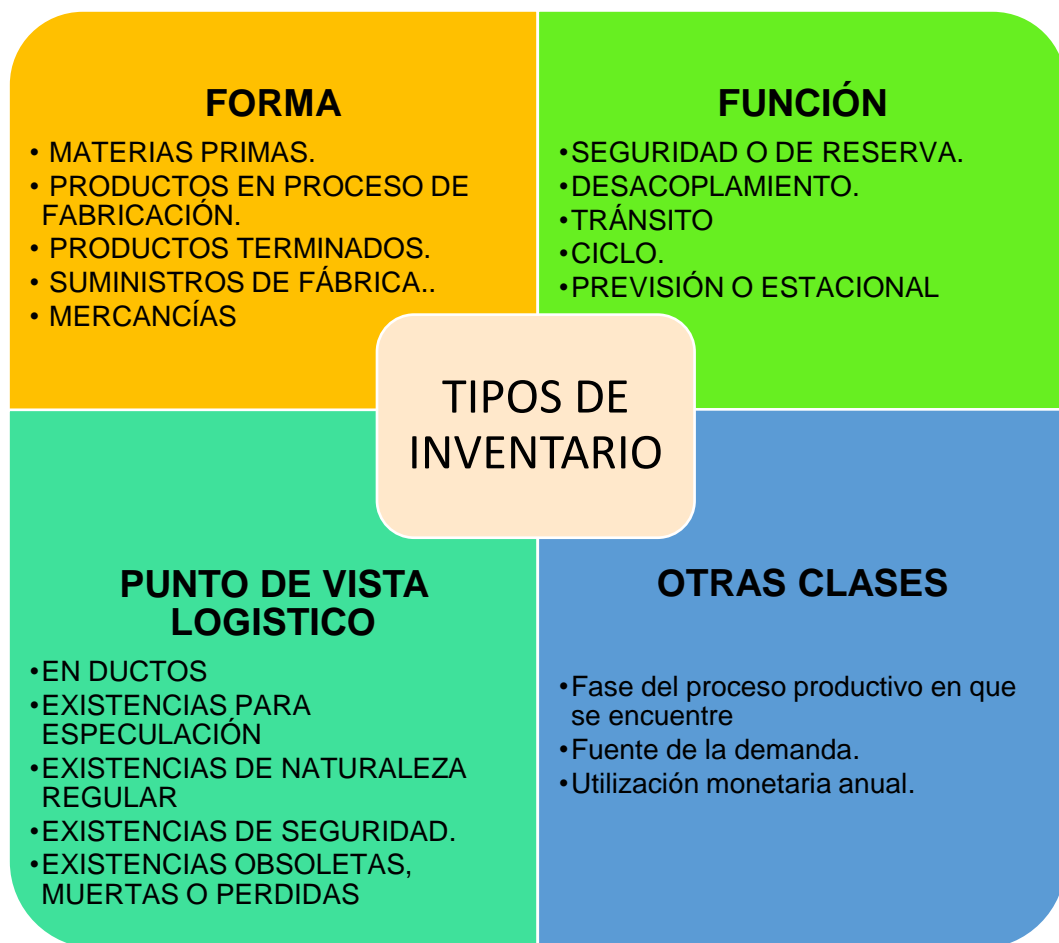 FORMA
• MATERIAS PRIMAS.
• PRODUCTOS EN PROCESO DE
FABRICACIÓN.
• PRODUCTOS TERMINADOS.
• SUMINISTROS DE FÁBRICA..
• MERCANCÍAS
FUNCIÓN
•SEGURIDAD O DE RESERVA.
•DESACOPLAMIENTO.
•TRÁNSITO
•CICLO.
•PREVISIÓN O ESTACIONAL
TIPOS DE
INVENTARIO
PUNTO DE VISTA
LOGISTICO
•EN DUCTOS
•EXISTENCIAS PARA
ESPECULACIÓN
•EXISTENCIAS DE NATURALEZA
REGULAR
•EXISTENCIAS DE SEGURIDAD.
•EXISTENCIAS OBSOLETAS,
MUERTAS O PERDIDAS
OTRAS CLASES
•Fase del proceso productivo en que
se encuentre
•Fuente de la demanda.
•Utilización monetaria anual.